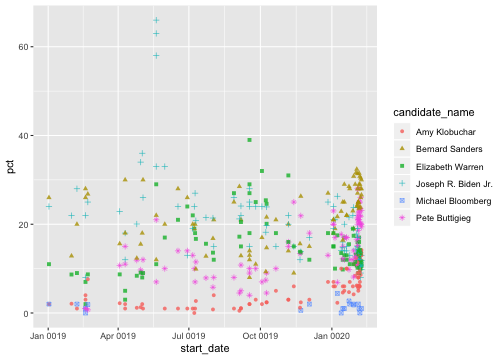 60
40
20
0
pct
Jan 0019
Apr 0019
Jul 0019
Oct 0019
Jan 0020
start_date
candidate_name
Amy Klobuchar
Bernard Sanders
Elizabeth Warren
Joseph R. Biden Jr.
Michael Bloomberg
Pete Buttigieg